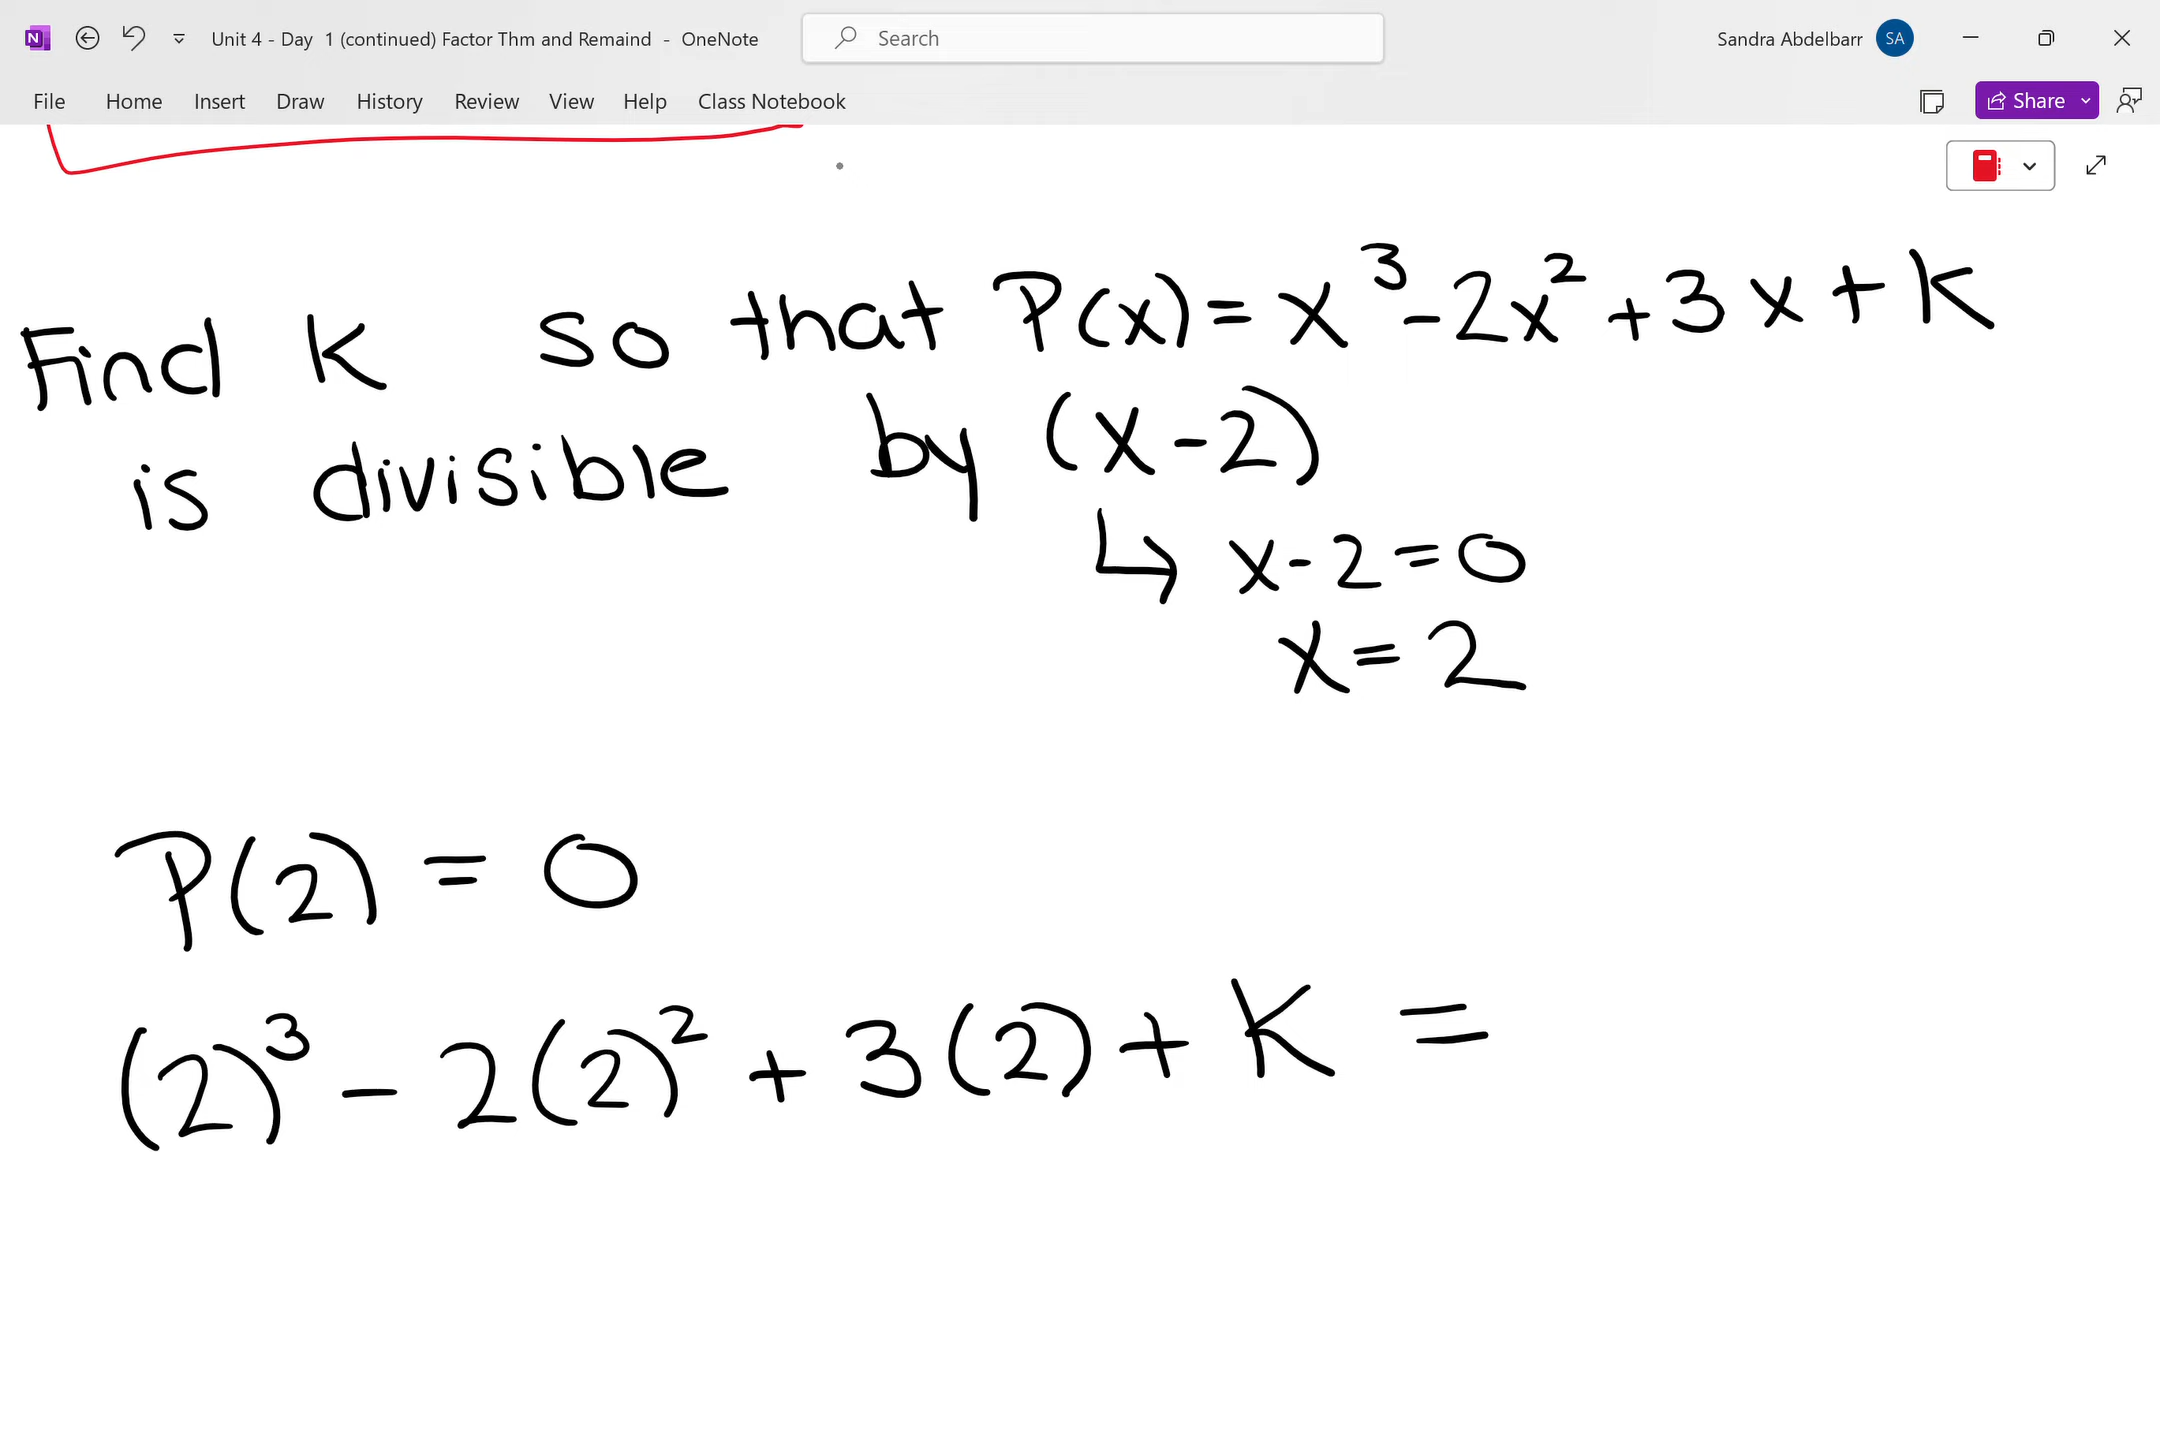 Unit 4 - Day 1 (continued) Factor Thm and Remaind - OneNote
Search
Sandra Abdelbarr SA
File Home Insert Draw History Review View Help Class Notebook
Share
Find K so that P(x) = x³ - 2x² + 3x + K
is divisible by (x-2)
↳ x-2=0
x=2
P(2) = 0
(2)³ - 2(2)² + 3(2) + K =